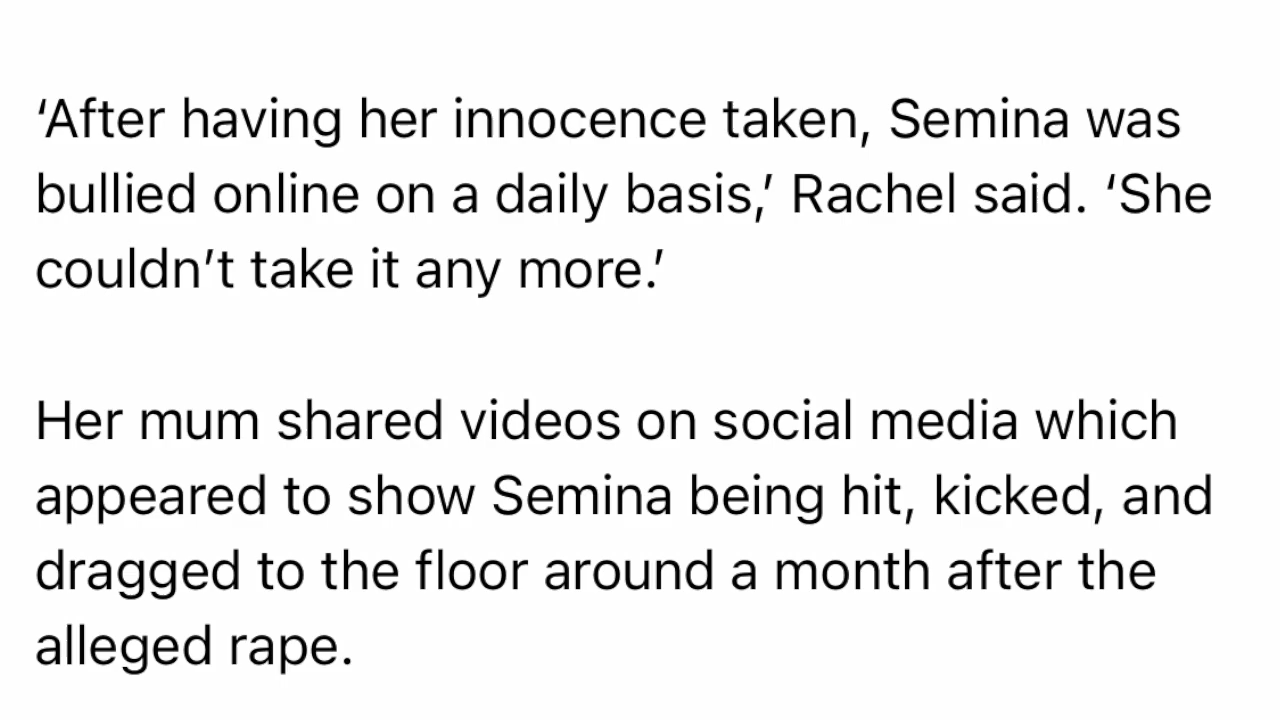 ‘After having her innocence taken, Semina was
bullied online on a daily basis,’ Rachel said. ‘She
couldn’t take it any more.’
Her mum shared videos on social media which
appeared to show Semina being hit, kicked, and
dragged to the floor around a month after the
alleged rape.